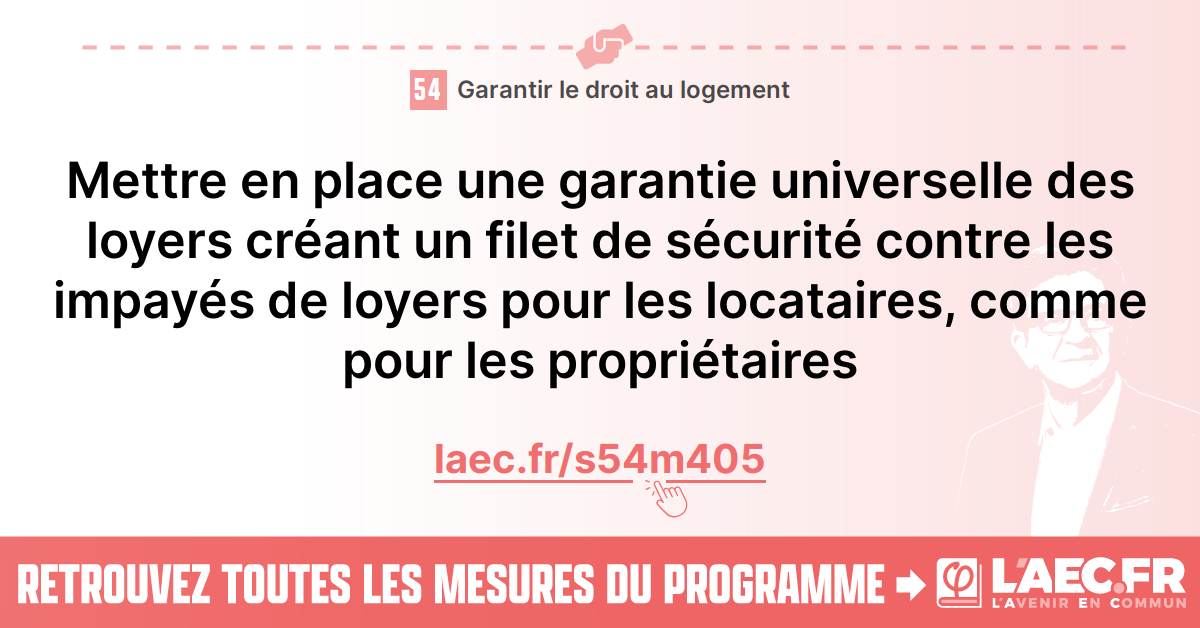 54 Garantir le droit au logement
Mettre en place une garantie universelle des
loyers créant un filet de sécurité contre les
impayés de loyers pour les locataires, comme
pour les propriétaires
laec.fr/s54m405
RETROUVEZ TOUTES LES MESURES DU PROGRAMME
L'AEC.FR
L'AVENIR EN COMMUN